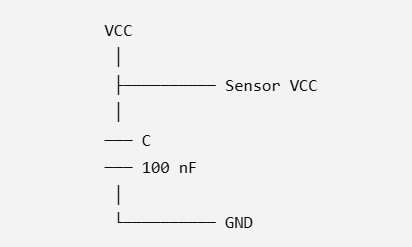 VCC
Sensor VCC
C
100 nF
GND